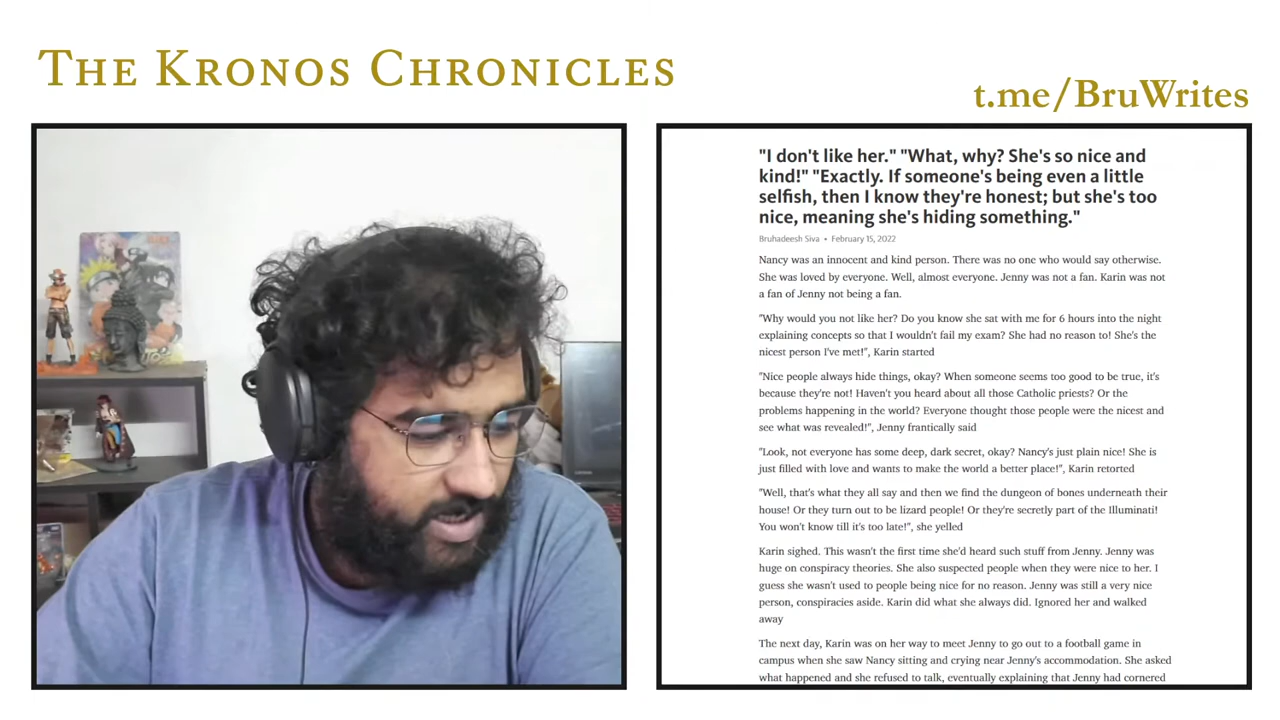 THE KRONOS CHRONICLES
t.me/BruWrites
"I don't like her." "What, why? She's so nice and
kind!" "Exactly. If someone's being even a little
selfish, then I know they're honest; but she's too
nice, meaning she's hiding something."
Bruhadeesh Siva • February 15, 2022
Nancy was an innocent and kind person. There was no one who would say otherwise.
She was loved by everyone. Well, almost everyone. Jenny was not a fan. Karin was not
a fan of Jenny not being a fan.
"Why would you not like her? Do you know she sat with me for 6 hours into the night
explaining concepts so that I wouldn't fail my exam? She had no reason to! She's the
nicest person I've met!", Karin started
"Nice people always hide things, okay? When someone seems too good to be true, it's
because they're not! Haven't you heard about all those Catholic priests? Or the
problems happening in the world? Everyone thought those people were the nicest and
see what was revealed!", Jenny frantically said
"Look, not everyone has some deep, dark secret, okay? Nancy's just plain nice! She is
just filled with love and wants to make the world a better place!", Karin retorted
"Well, that's what they all say and then we find the dungeon of bones underneath their
house! Or they turn out to be lizard people! Or they're secretly part of the Illuminati!
You won't know till it's too late!", she yelled
Karin sighed. This wasn't the first time she'd heard such stuff from Jenny. Jenny was
huge on conspiracy theories. She also suspected people when they were nice to her. I
guess she wasn't used to people being nice for no reason. Jenny was still a very nice
person, conspiracies aside. Karin did what she always did. Ignored her and walked
away
The next day, Karin was on her way to meet Jenny to go out to a football game in
campus when she saw Nancy sitting and crying near Jenny's accommodation. She asked
what happened and she refused to talk, eventually explaining that Jenny had cornered